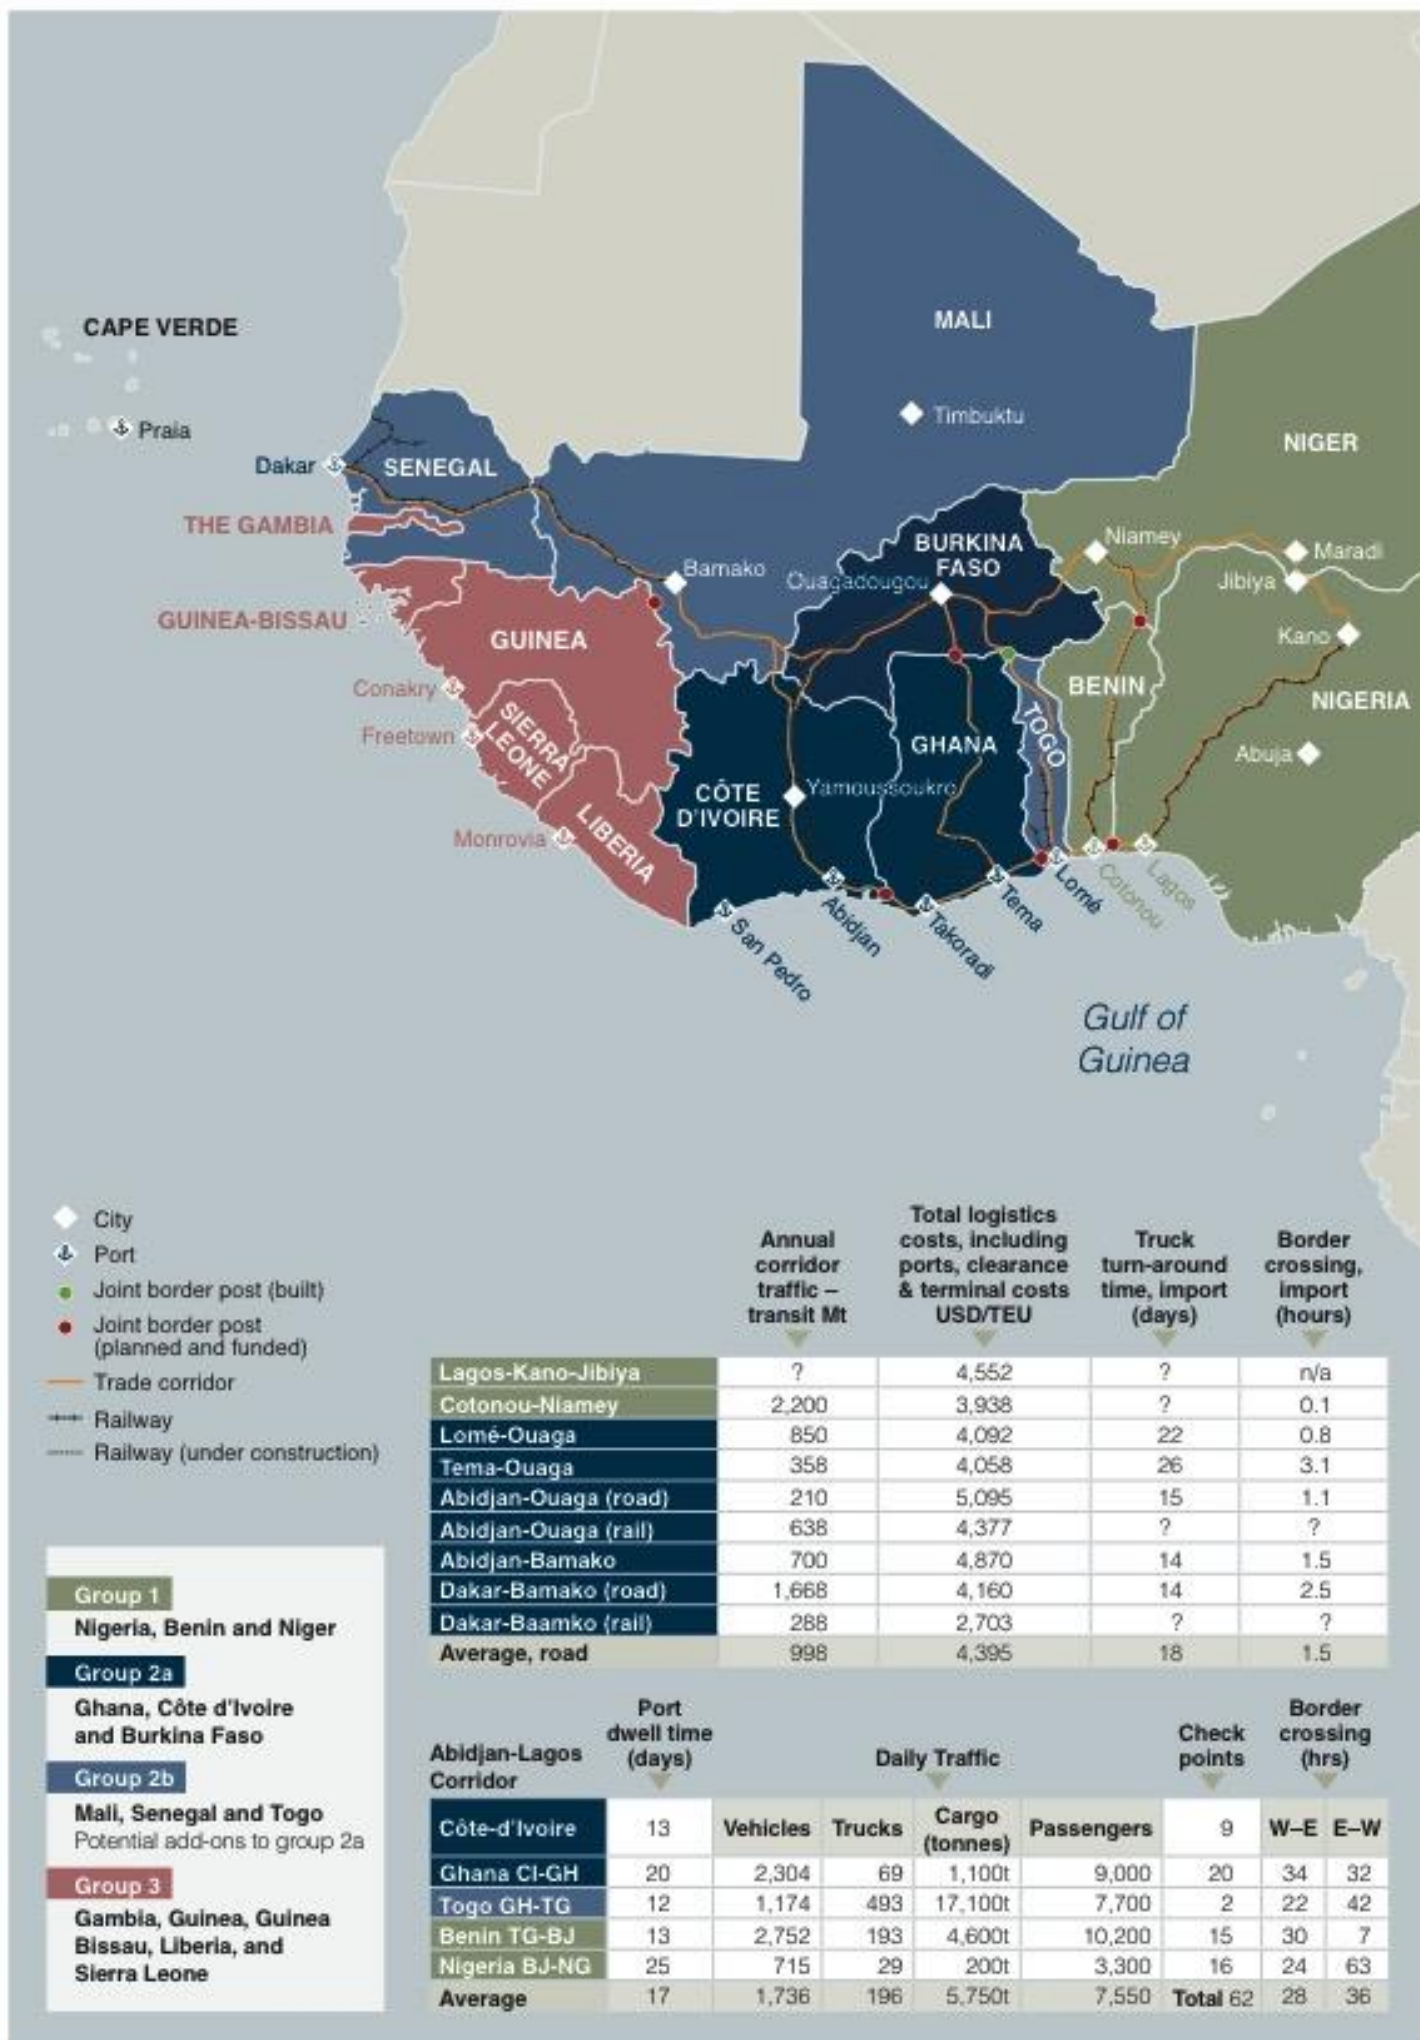 CAPE VERDE
Praia
MALI
Timbuktu
NIGER
Dakar
SENEGAL
THE GAMBIA
BURKINA
FASO
Niamey
Maradi
Bamako
Ouagadougou
Jibiya
GUINEA-BISSAU
GUINEA
Kano
Conakry
BENIN
NIGERIA
Freetown
SIERRA
LEONE
GHANA
TOGO
Abuja
CÔTE
D'IVOIRE
Yamoussoukro
Monrovia
LIBERIA
San Pedro
Abidjan
Takoradi
Tema
Lomé
Cotonou
Lagos
Gulf of
Guinea
City
Port
Joint border post (built)
Joint border post
(planned and funded)
Trade corridor
Railway
Railway (under construction)
Group 1
Nigeria, Benin and Niger
Group 2a
Ghana, Côte d'Ivoire
and Burkina Faso
Group 2b
Mali, Senegal and Togo
Potential add-ons to group 2a
Group 3
Gambia, Guinea, Guinea
Bissau, Liberia, and
Sierra Leone
Annual
corridor
traffic –
transit Mt
Total logistics
costs, including
ports, clearance
& terminal costs
USD/TEU
Truck
turn-around
time, import
(days)
Border
crossing,
import
(hours)
Lagos-Kano-Jibiya ? 4,552 ? n/a
Cotonou-Niamey 2,200 3,938 ? 0.1
Lomé-Ouaga 850 4,092 22 0.8
Tema-Ouaga 358 4,058 26 3.1
Abidjan-Ouaga (road) 210 5,095 15 1.1
Abidjan-Ouaga (rail) 638 4,377 ? ?
Abidjan-Bamako 700 4,870 14 1.5
Dakar-Bamako (road) 1,668 4,160 14 2.5
Dakar-Baamko (rail) 288 2,703 ? ?
Average, road 998 4,395 18 1.5
Abidjan-Lagos
Corridor
Port
dwell time
(days)
Daily Traffic
Check
points
Border
crossing
(hrs)
Côte-d'Ivoire 13 Vehicles Trucks Cargo (tonnes) Passengers 9 W–E E–W
Ghana CI-GH 20 2,304 69 1,100t 9,000 20 34 32
Togo GH-TG 12 1,174 493 17,100t 7,700 2 22 42
Benin TG-BJ 13 2,752 193 4,600t 10,200 15 30 7
Nigeria BJ-NG 25 715 29 200t 3,300 16 24 63
Average 17 1,736 196 5,750t 7,550 Total 62 28 36